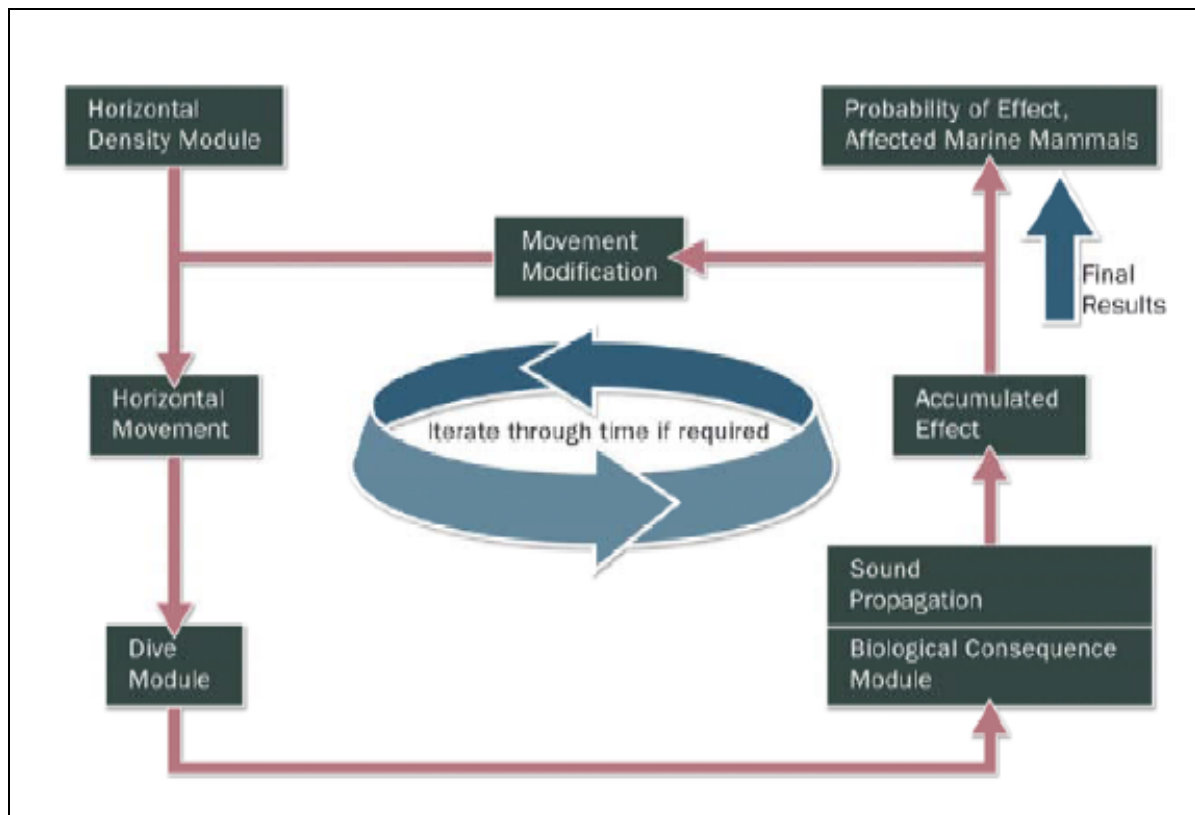 Horizontal
Density Module
Probability of Effect,
Affected Marine Mammals
Movement
Modification
Final
Results
Horizontal
Movement
Iterate through time if required
Accumulated
Effect
Sound
Propagation
Dive
Module
Biological Consequence
Module